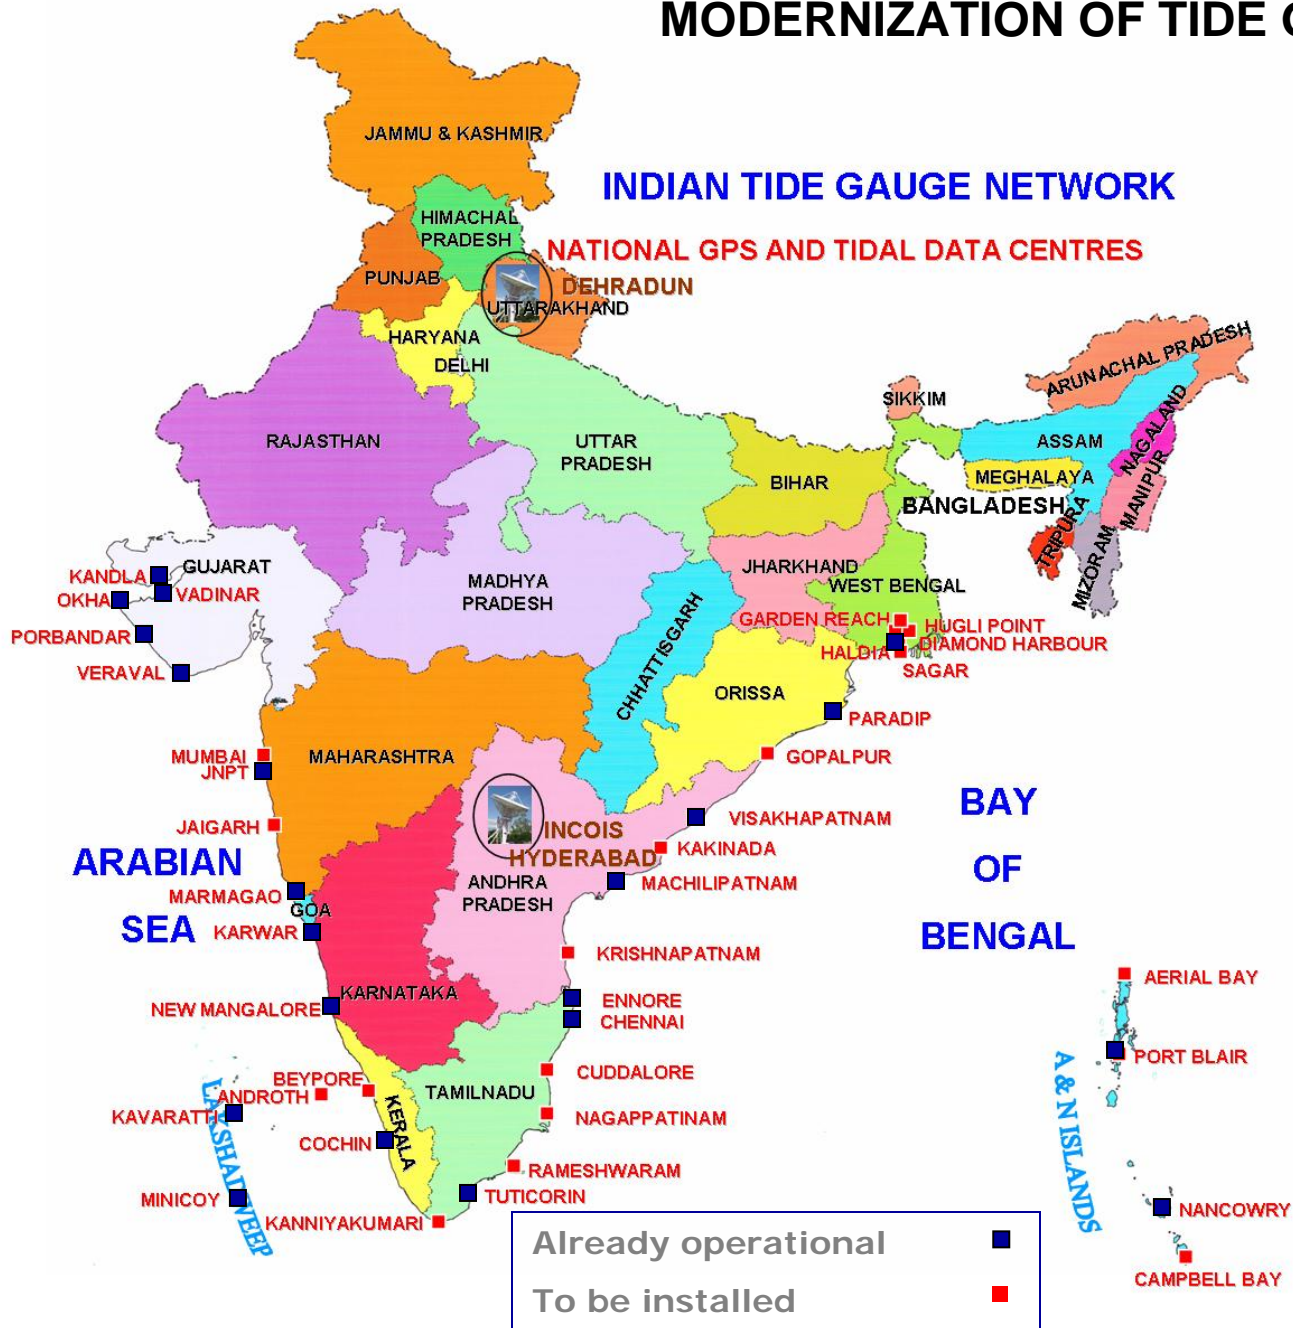 MODERNIZATION OF TIDE
JAMMU & KASHMIR
INDIAN TIDE GAUGE NETWORK
HIMACHAL
PRADESH
NATIONAL GPS AND TIDAL DATA CENTRES
PUNJAB
DEHRADUN
UTTARAKHAND
HARYANA
DELHI
ARUNACHAL PRADESH
SIKKIM
RAJASTHAN
UTTAR
PRADESH
ASSAM
NAGALAND
BIHAR
MEGHALAYA
MANIPUR
BANGLADESH
TRIPURA
MIZORAM
GUJARAT
KANDLA
VADINAR
OKHA
MADHYA
PRADESH
JHARKHAND
WEST BENGAL
CHHATTISGARH
GARDEN REACH
HUGLI POINT
PORBANDAR
DIAMOND HARBOUR
HALDIA
VERAVAL
SAGAR
ORISSA
PARADIP
MUMBAI
JNPT
MAHARASHTRA
GOPALPUR
BAY
OF
BENGAL
VISAKHAPATNAM
JAIGARH
INCOIS
HYDERABAD
KAKINADA
ARABIAN
SEA
ANDHRA
PRADESH
MACHILIPATNAM
MARMAGAO
GOA
KARWAR
KRISHNAPATNAM
AERIAL BAY
KARNATAKA
ENNORE
NEW MANGALORE
CHENNAI
PORT BLAIR
A & N ISLANDS
BEYPORE
ANDROTH
TAMILNADU
CUDDALORE
LAKSHADWEEP
KAVARATTI
KERALA
NAGAPPATINAM
COCHIN
RAMESHWARAM
MINICOY
TUTICORIN
NANCOWRY
KANNIYAKUMARI
CAMPBELL BAY
Already operational
To be installed